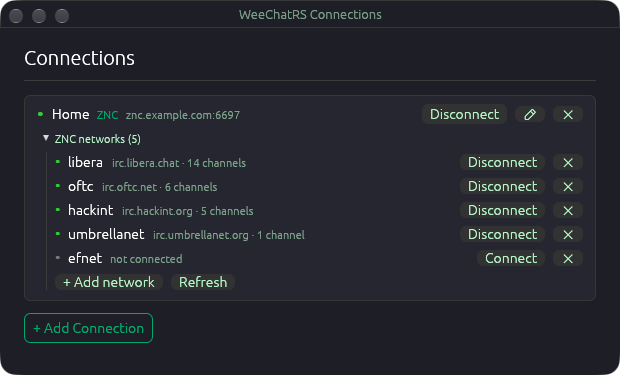 WeeChatRS Connections
Connections
Home ZNC znc.example.com:6697 Disconnect
ZNC networks (5)
libera irc.libera.chat · 14 channels Disconnect
oftc irc.oftc.net · 6 channels Disconnect
hackint irc.hackint.org · 5 channels Disconnect
umbrellanet irc.umbrellanet.org · 1 channel Disconnect
efnet not connected Connect
+ Add network Refresh
+ Add Connection